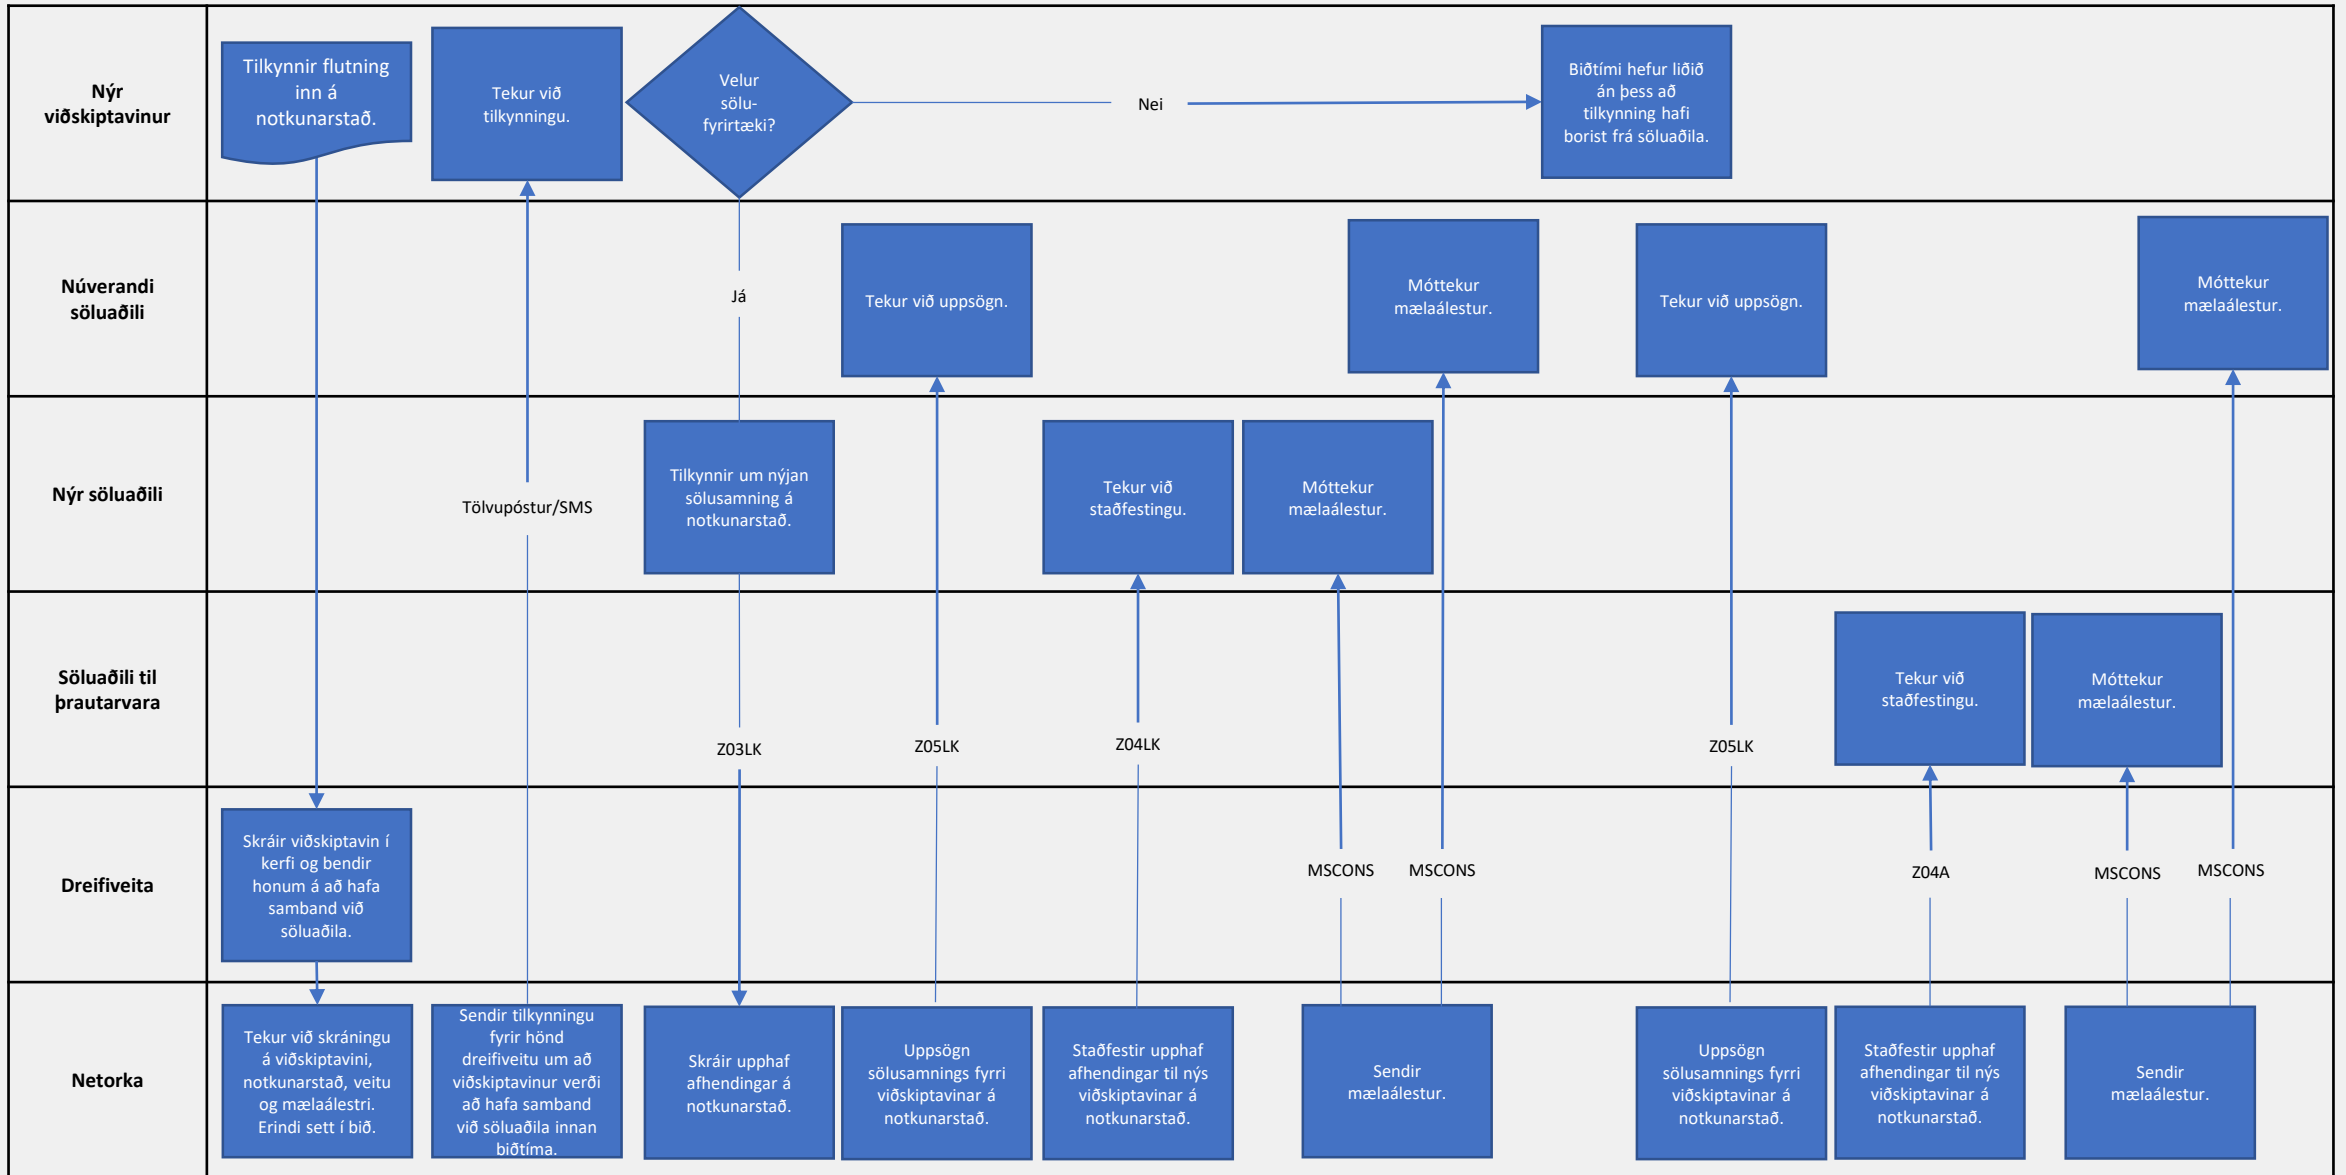 Nýr
viðskiptavinur
Tilkynnir flutning
inn á
notkunarstað.
Tekur við
tilkynningu.
Velur
sölu-
fyrirtæki?
Nei
Biðtími hefur liðið
án þess að
tilkynning hafi
borist frá söluaðila.
Núverandi
söluaðili
Já
Tekur við uppsögn.
Móttekur
mælaálestur.
Tekur við uppsögn.
Móttekur
mælaálestur.
Nýr söluaðili
Tölvupóstur/SMS
Tilkynnir um nýjan
sölusamning á
notkunarstað.
Tekur við
staðfestingu.
Móttekur
mælaálestur.
Söluaðili til
þrautarvara
Z03LK
Z05LK
Z04LK
Z05LK
Tekur við
staðfestingu.
Móttekur
mælaálestur.
Dreifiveita
Skráir viðskiptavin í
kerfi og bendir
honum á að hafa
samband við
söluaðila.
MSCONS
MSCONS
Z04A
MSCONS
MSCONS
Netorka
Tekur við skráningu
á viðskiptavini,
notkunarstað, veitu
og mælaálestri.
Erindi sett í bið.
Sendir tilkynningu
fyrir hönd
dreifiveitu um að
viðskiptavinur verði
að hafa samband
við söluaðila innan
biðtíma.
Skráir upphaf
afhendingar á
notkunarstað.
Uppsögn
sölusamnings fyrri
viðskiptavinar á
notkunarstað.
Staðfestir upphaf
afhendingar til nýs
viðskiptavinar á
notkunarstað.
Sendir
mælaálestur.
Uppsögn
sölusamnings fyrri
viðskiptavinar á
notkunarstað.
Staðfestir upphaf
afhendingar til nýs
viðskiptavinar á
notkunarstað.
Sendir
mælaálestur.